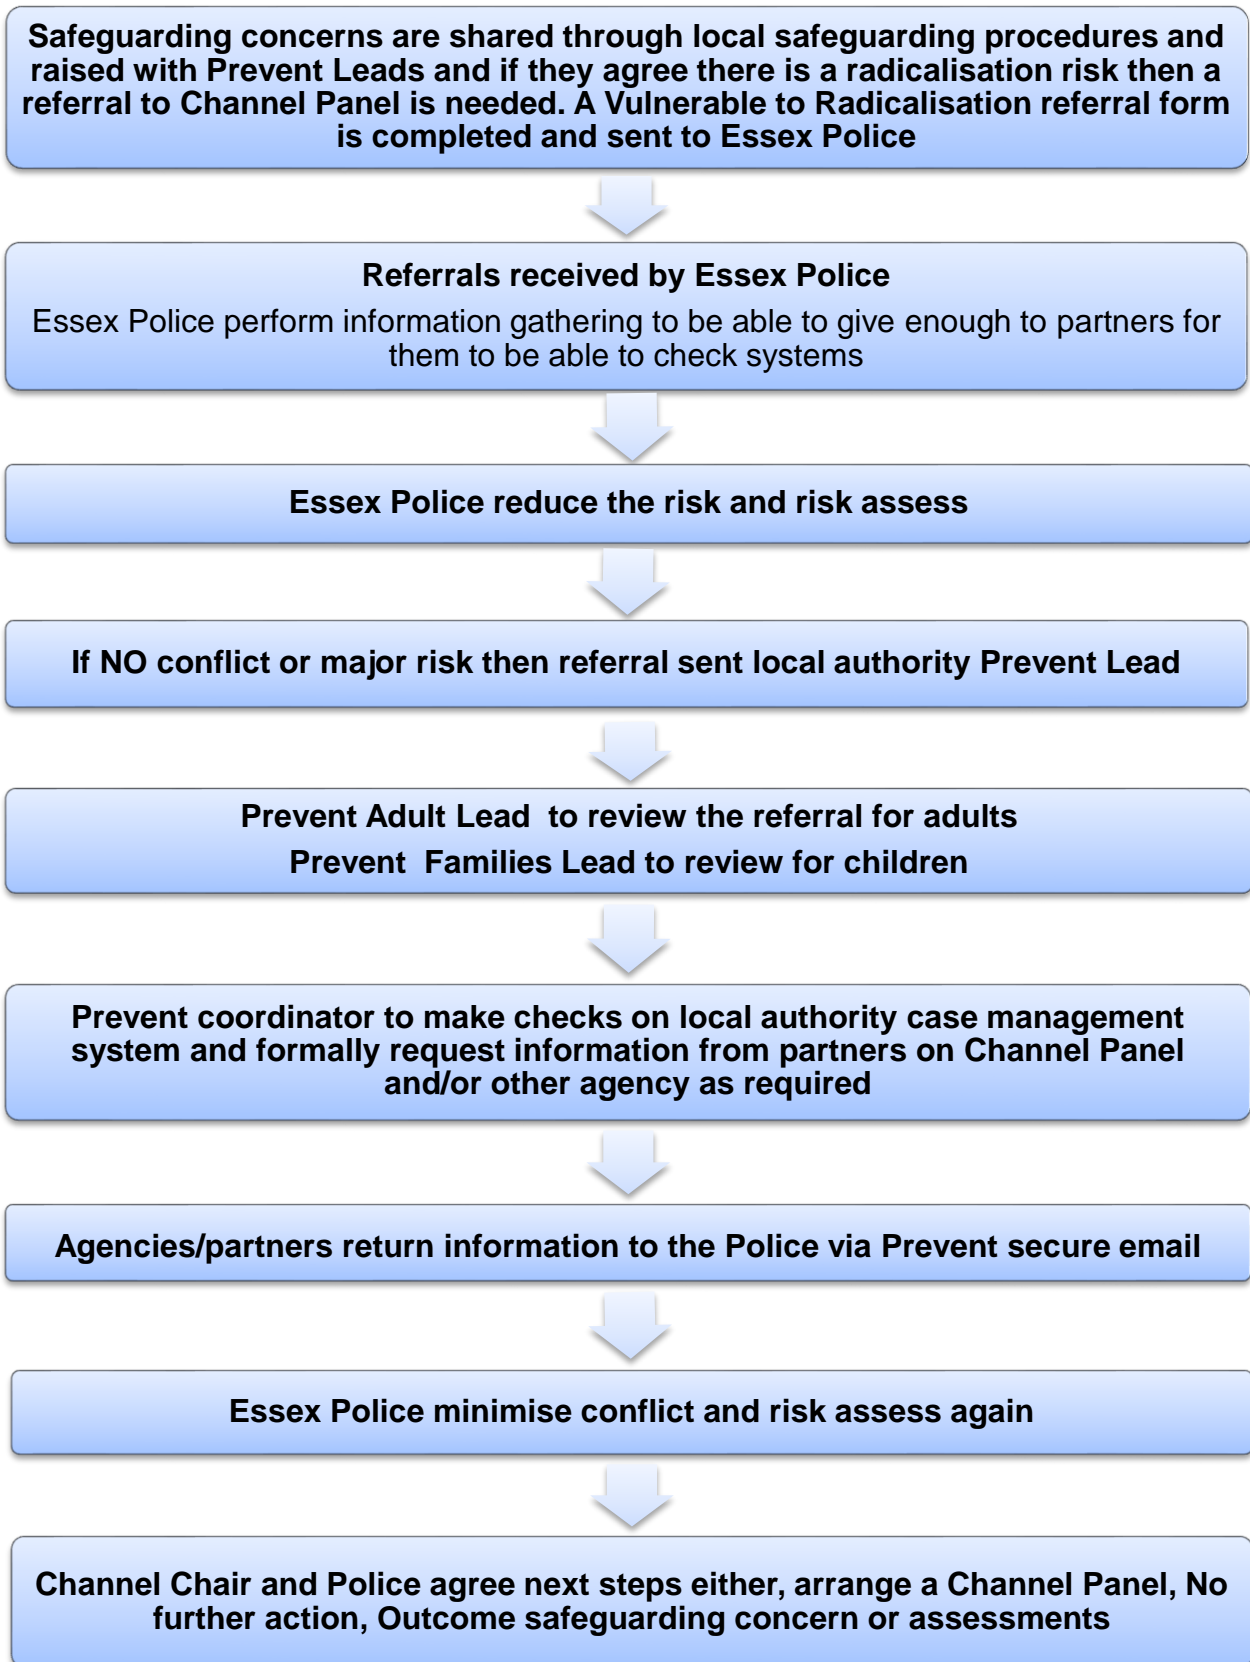 Safeguarding concerns are shared through local safeguarding procedures and
raised with Prevent Leads and if they agree there is a radicalisation risk then a
referral to Channel Panel is needed. A Vulnerable to Radicalisation referral form
is completed and sent to Essex Police
Referrals received by Essex Police
Essex Police perform information gathering to be able to give enough to partners for
them to be able to check systems
Essex Police reduce the risk and risk assess
If NO conflict or major risk then referral sent local authority Prevent Lead
Prevent Adult Lead to review the referral for adults
Prevent Families Lead to review for children
Prevent coordinator to make checks on local authority case management
system and formally request information from partners on Channel Panel
and/or other agency as required
Agencies/partners return information to the Police via Prevent secure email
Essex Police minimise conflict and risk assess again
Channel Chair and Police agree next steps either, arrange a Channel Panel, No
further action, Outcome safeguarding concern or assessments